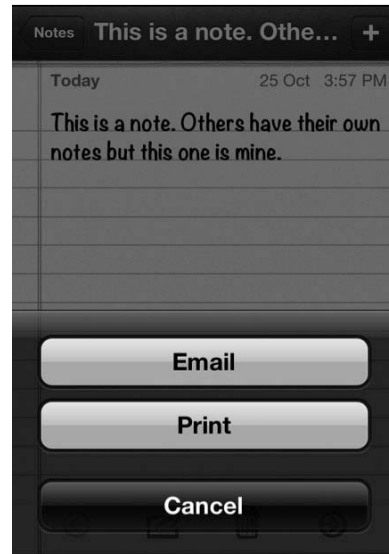 Notes This is a note. Othe... +
Today 25 Oct 3:57 PM
This is a note. Others have their own
notes but this one is mine.
Email
Print
Cancel